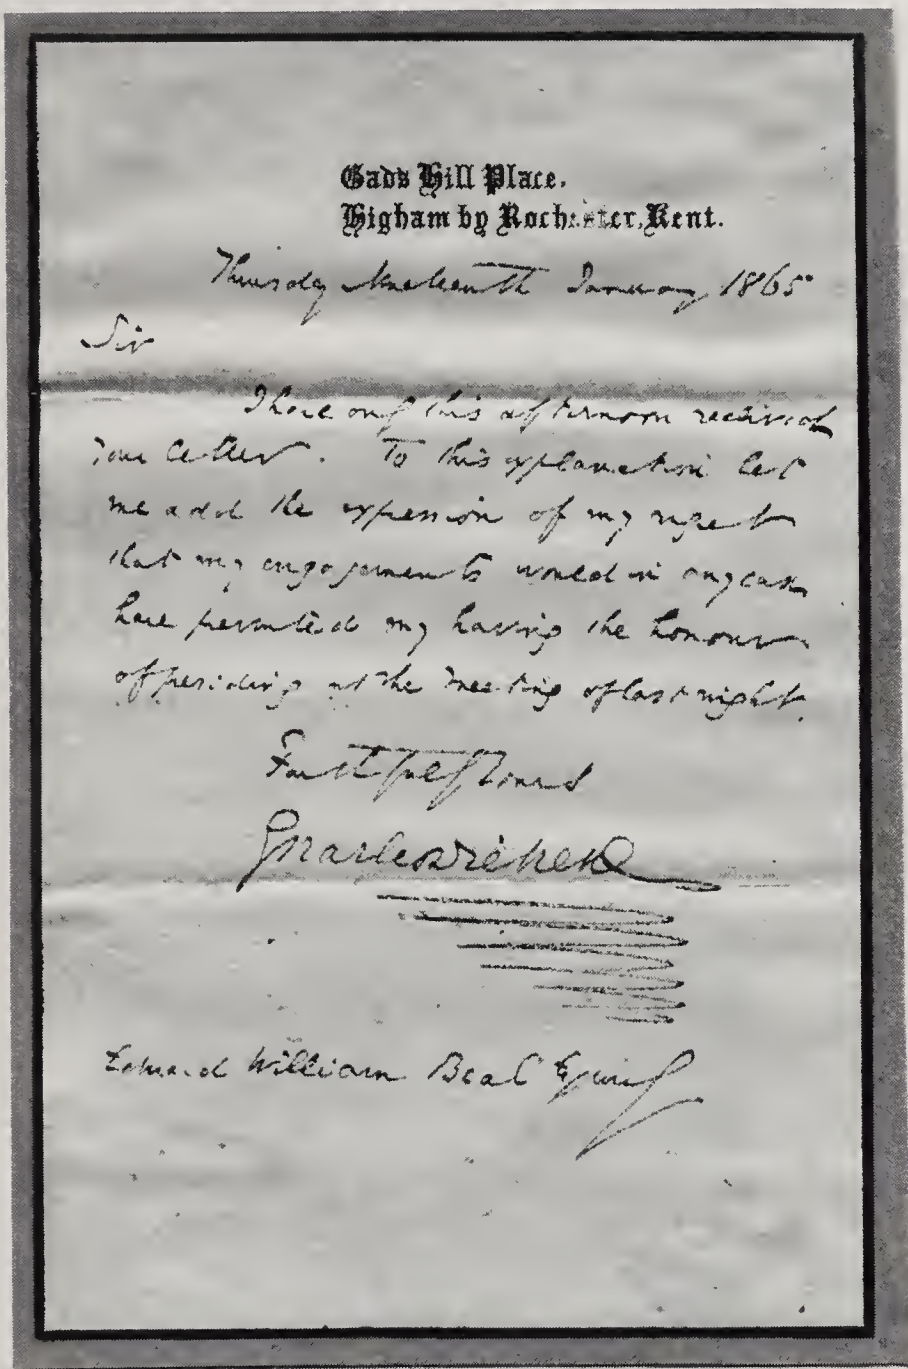 Gads Hill Place,
Higham by Rochester, Kent.
Thursday Nineteenth January 1865
Sir
I have only this afternoon received
your letter. To this explanation let
me add the expression of my regret
that my engagements would in any case
have permitted my having the honour
of presiding at the meeting of last night.
Faithfully Yours
Charles Dickens
Edward William Beal Esquire